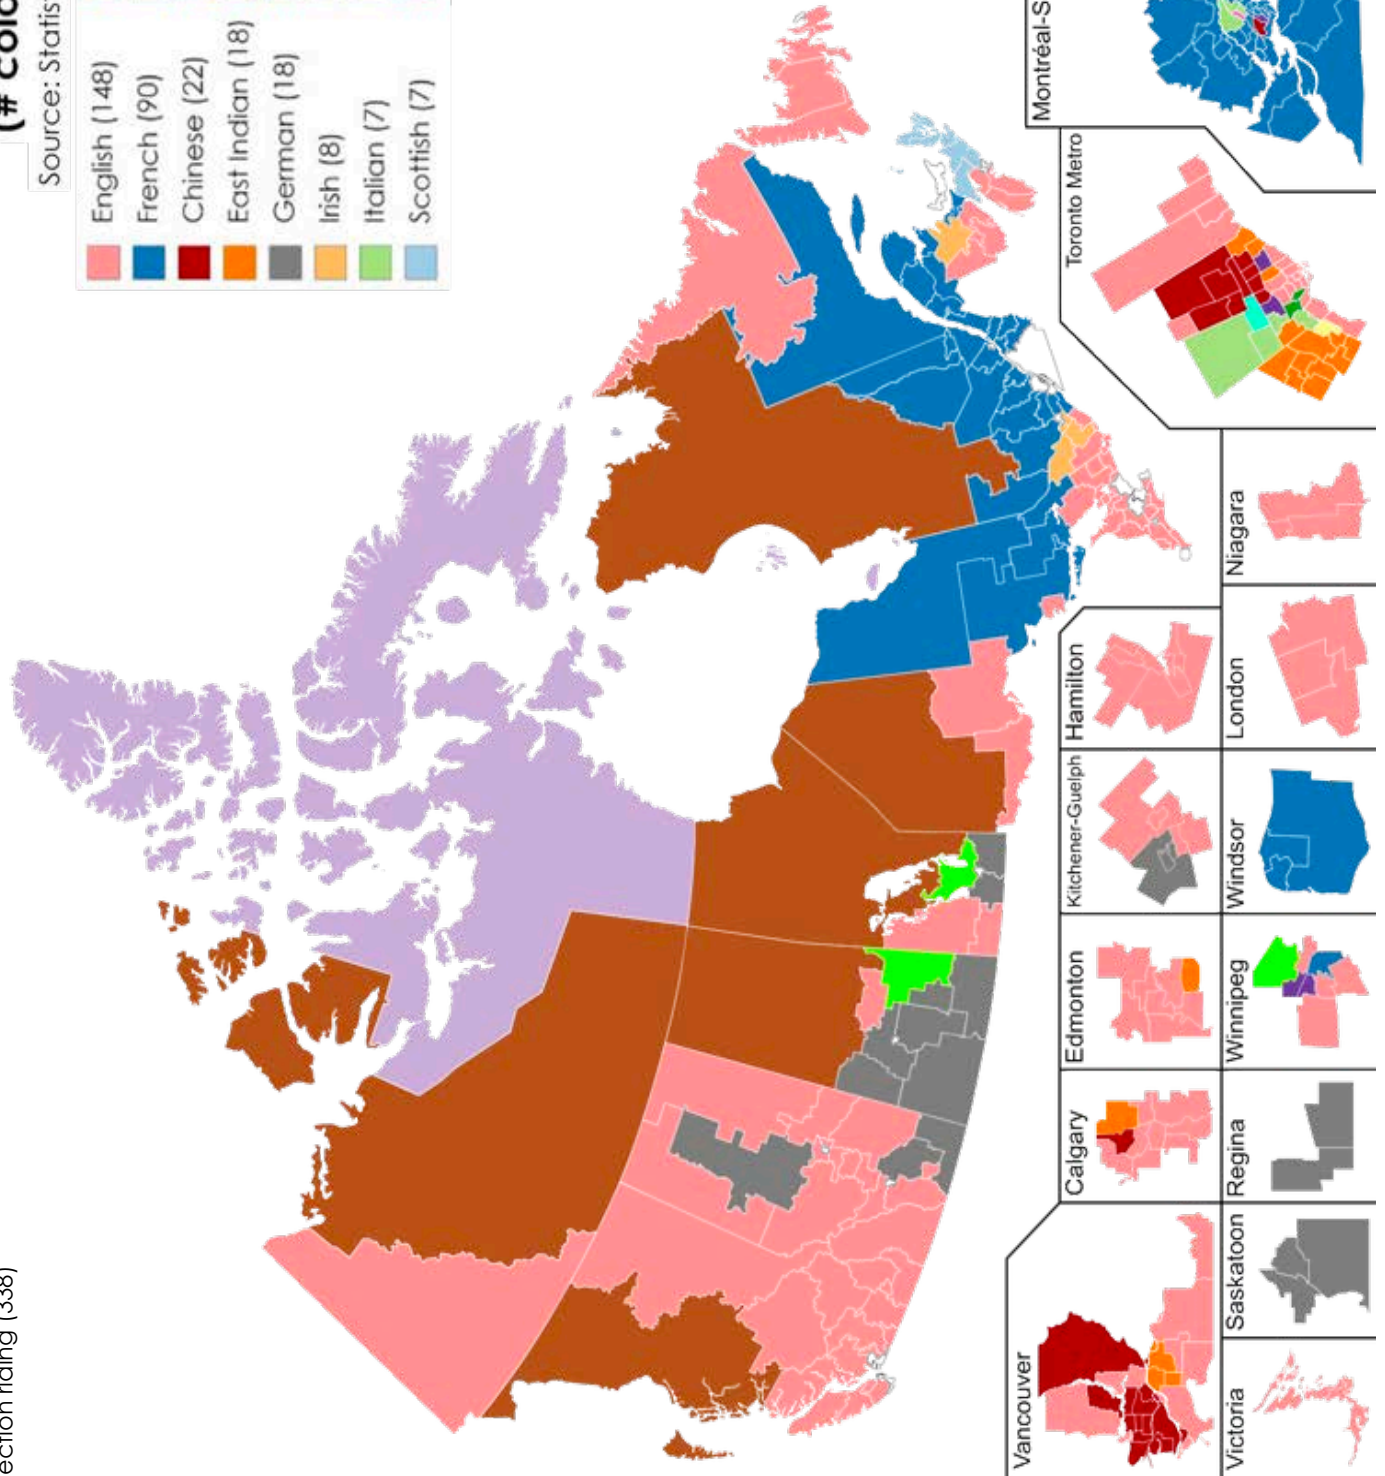 (# colo
Source: Statist
English (148)
French (90)
Chinese (22)
East Indian (18)
German (18)
Irish (8)
Italian (7)
Scottish (7)
ection riding (338)
Montréal-S
Toronto Metro
Vancouver
Calgary
Edmonton
Kitchener-Guelph
Hamilton
Victoria
Saskatoon
Regina
Winnipeg
Windsor
London
Niagara